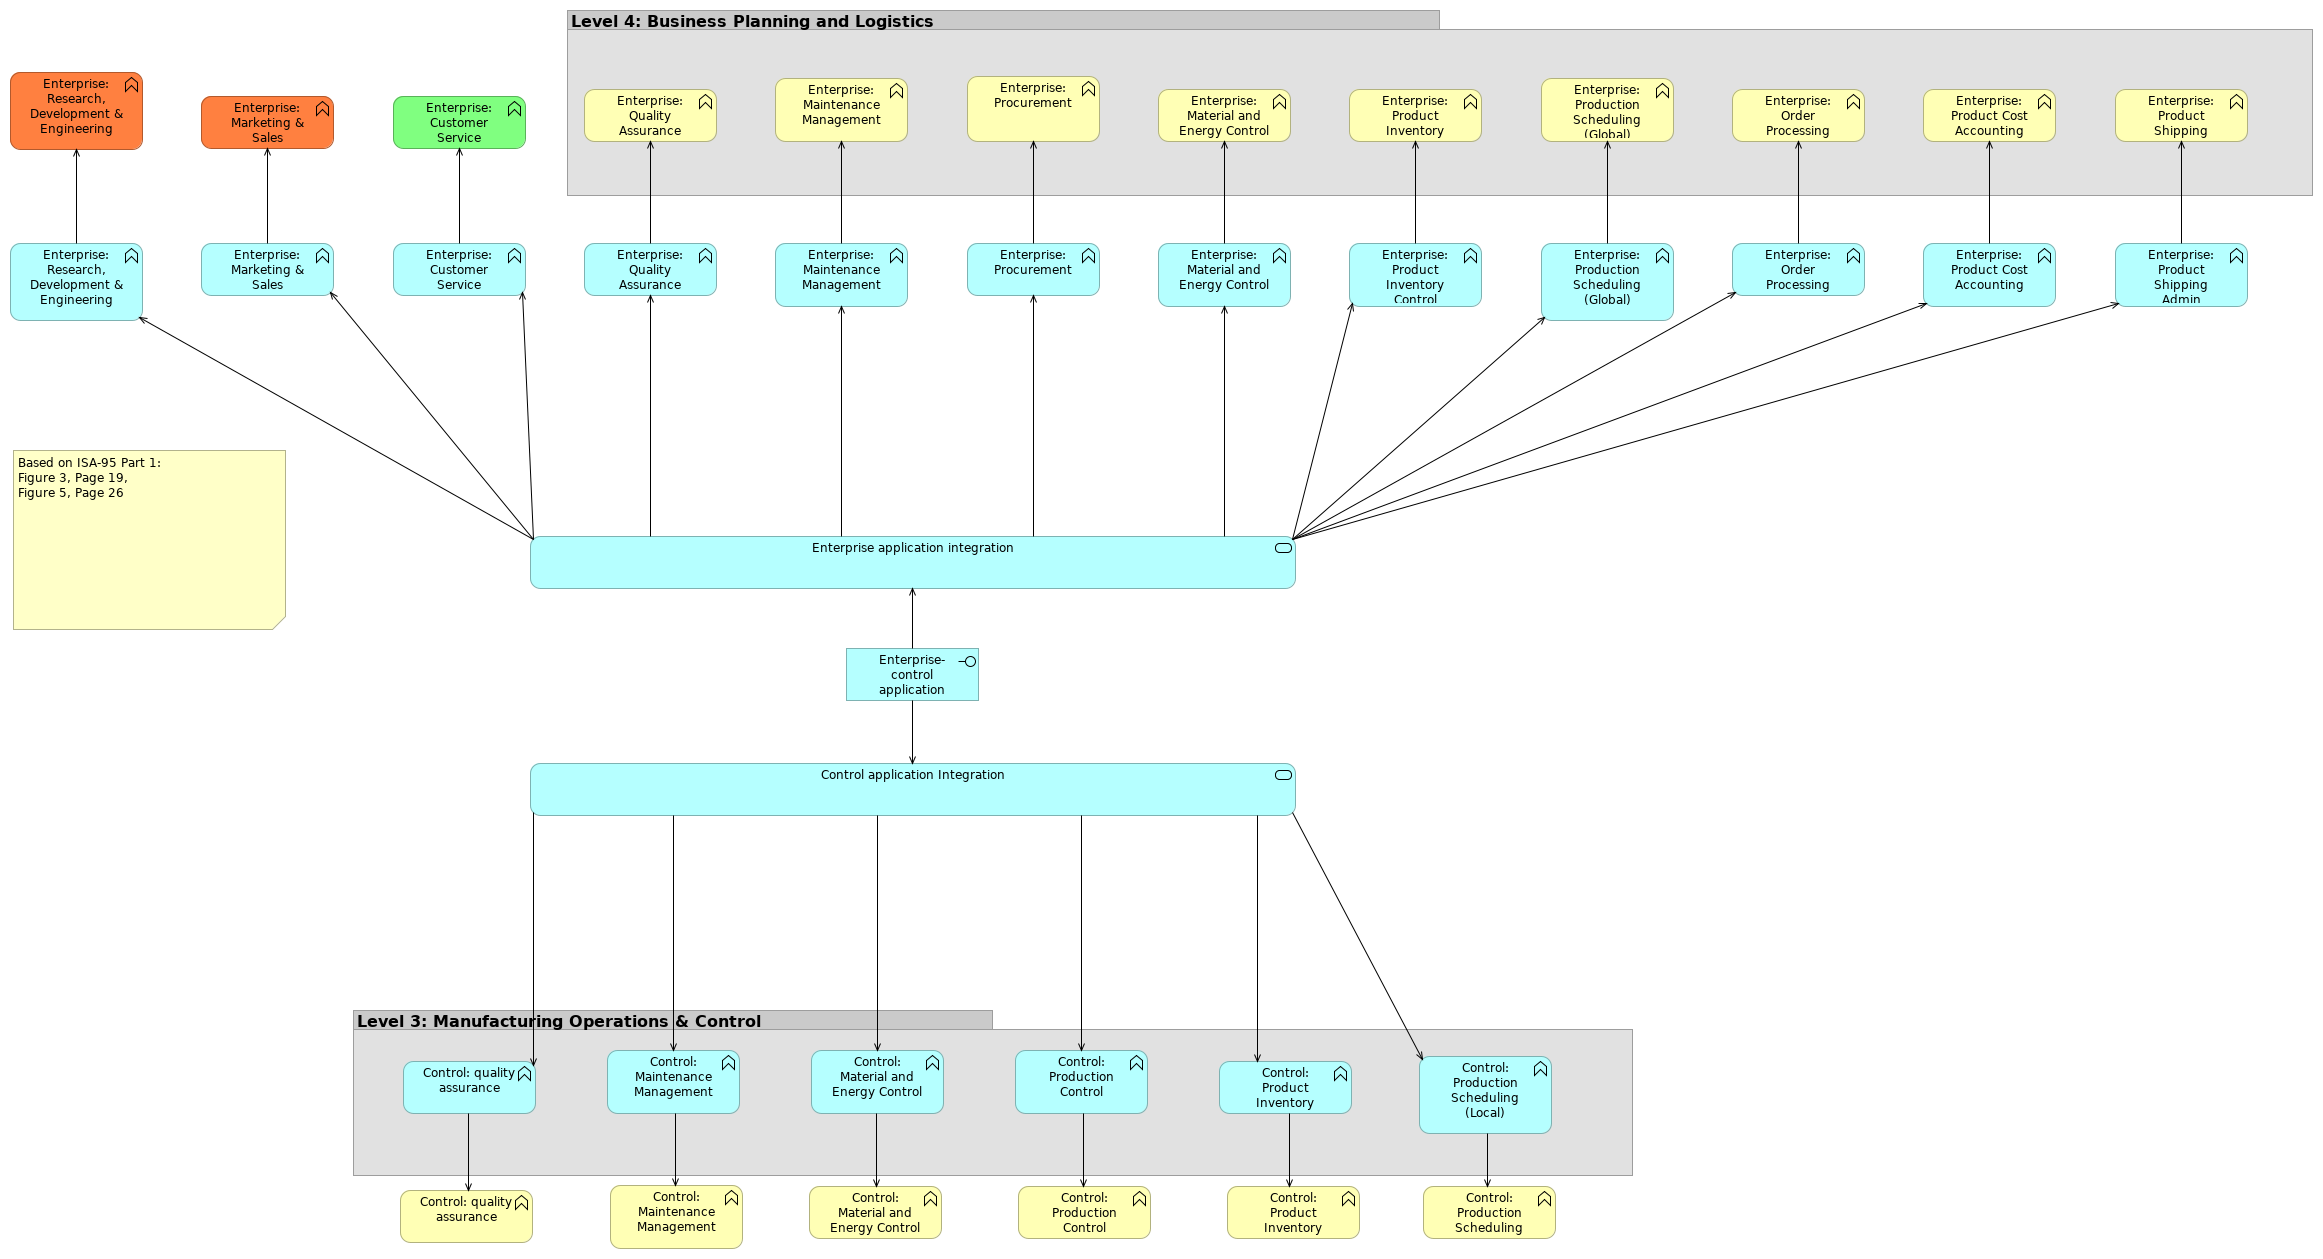 Level 4: Business Planning and Logistics
Enterprise:
Research,
Development &
Engineering
Enterprise:
Marketing &
Sales
Enterprise:
Customer
Service
Enterprise:
Quality
Assurance
Enterprise:
Maintenance
Management
Enterprise:
Procurement
Enterprise:
Material and
Energy Control
Enterprise:
Product
Inventory
Enterprise:
Production
Scheduling
(Global)
Enterprise:
Order
Processing
Enterprise:
Product Cost
Accounting
Enterprise:
Product
Shipping
Enterprise:
Research,
Development &
Engineering
Enterprise:
Marketing &
Sales
Enterprise:
Customer
Service
Enterprise:
Quality
Assurance
Enterprise:
Maintenance
Management
Enterprise:
Procurement
Enterprise:
Material and
Energy Control
Enterprise:
Product
Inventory
Control
Enterprise:
Production
Scheduling
(Global)
Enterprise:
Order
Processing
Enterprise:
Product Cost
Accounting
Enterprise:
Product
Shipping
Admin
Based on ISA-95 Part 1:
Figure 3, Page 19,
Figure 5, Page 26
Enterprise application integration
Enterprise-
control
application
Control application Integration
Level 3: Manufacturing Operations & Control
Control: quality
assurance
Control:
Maintenance
Management
Control:
Material and
Energy Control
Control:
Production
Control
Control:
Product
Inventory
Control:
Production
Scheduling
(Local)
Control: quality
assurance
Control:
Maintenance
Management
Control:
Material and
Energy Control
Control:
Production
Control
Control:
Product
Inventory
Control:
Production
Scheduling